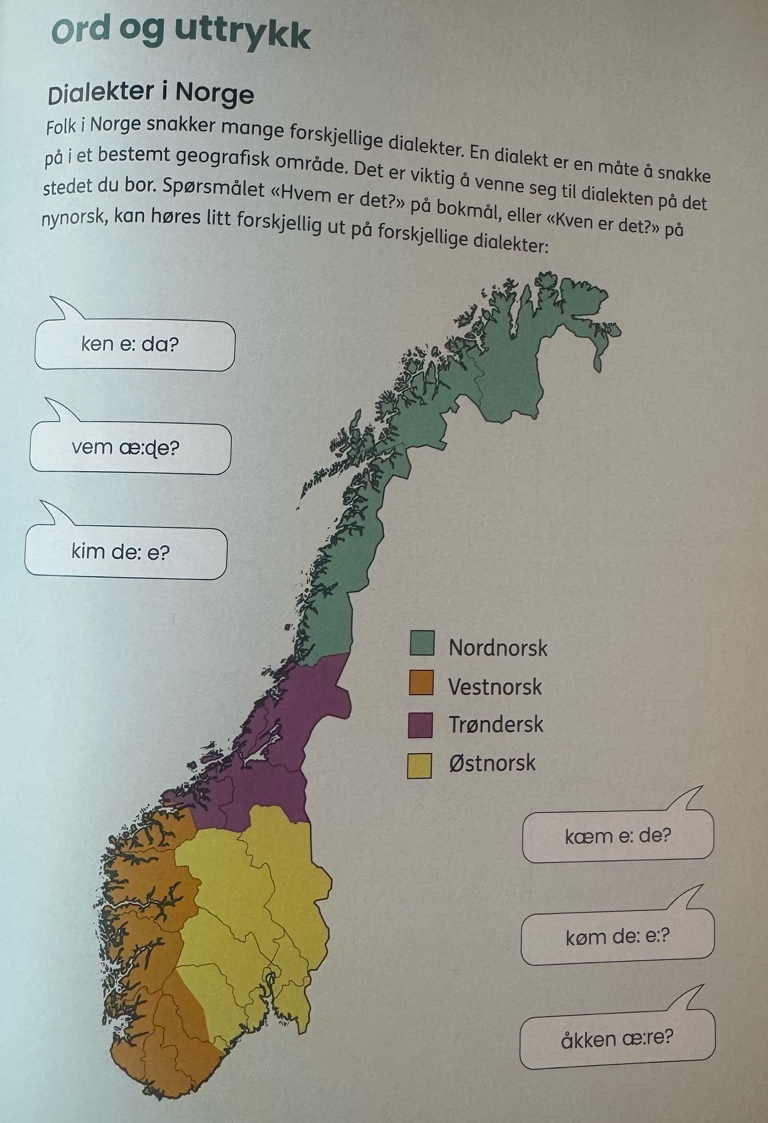 Ord og uttrykk
Dialekter i Norge
Folk i Norge snakker mange forskjellige dialekter. En dialekt er en måte å snakke
på i et bestemt geografisk område. Det er viktig å venne seg til dialekten på det
stedet du bor. Spørsmålet «Hvem er det?» på bokmål, eller «Kven er det?» på
nynorsk, kan høres litt forskjellig ut på forskjellige dialekter:
ken e: da?
vem æ:ɖe?
kim de: e?
Nordnorsk
Vestnorsk
Trøndersk
Østnorsk
kæm e: de?
køm de: e:?
åkken æ:re?